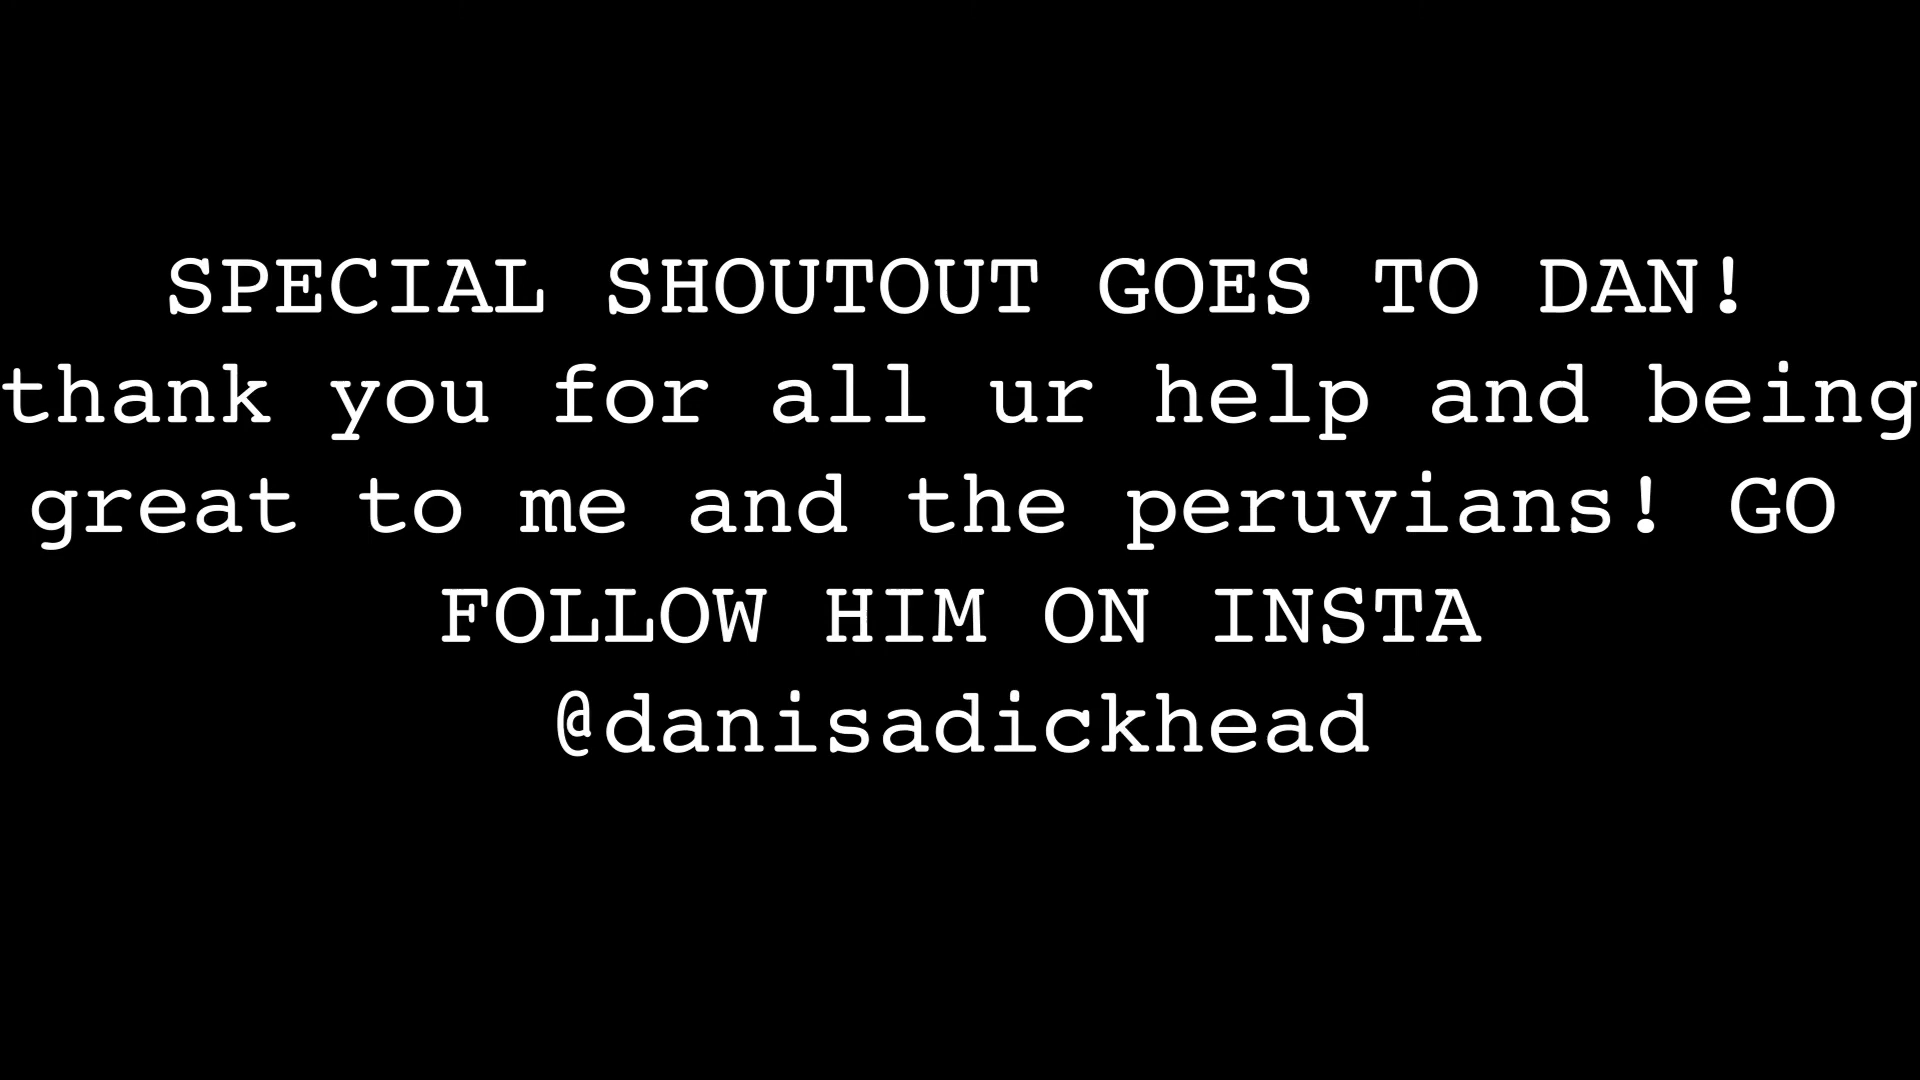 SPECIAL SHOUTOUT GOES TO DAN!
thank you for all ur help and being
great to me and the peruvians! GO
FOLLOW HIM ON INSTA
@danisadickhead